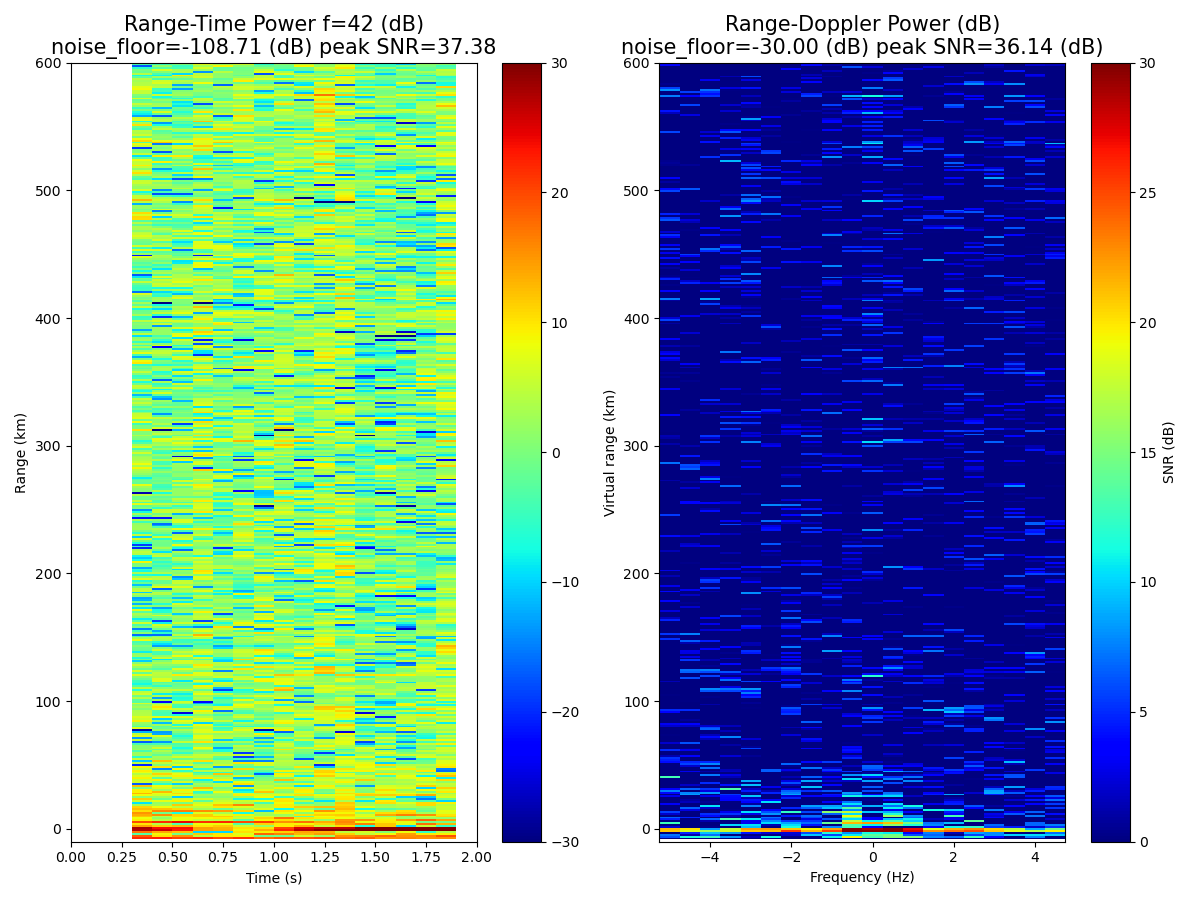 Range-Time Power f=42 (dB)
noise_floor=-108.71 (dB) peak SNR=37.38
600
500
400
300
200
100
0
Range (km)
0.00 0.25 0.50 0.75 1.00 1.25 1.50 1.75 2.00
Time (s)
30
20
10
0
−10
−20
−30
Range-Doppler Power (dB)
noise_floor=-30.00 (dB) peak SNR=36.14 (dB)
600
500
400
300
200
100
0
Virtual range (km)
−4 −2 0 2 4
Frequency (Hz)
30
25
20
15
10
5
0
SNR (dB)